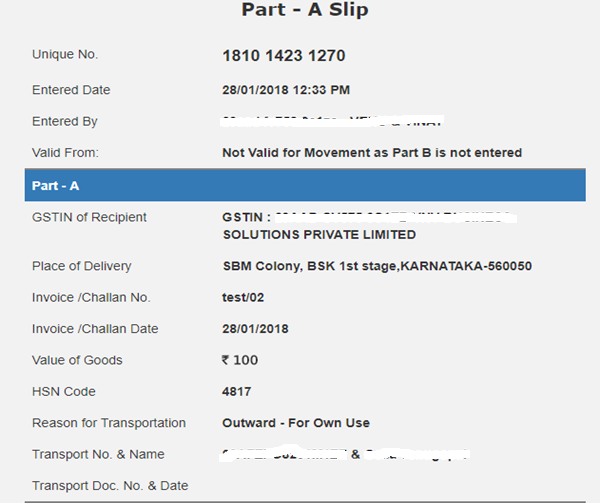 Part - A Slip
Unique No. 1810 1423 1270
Entered Date 28/01/2018 12:33 PM
Entered By
Valid From: Not Valid for Movement as Part B is not entered
Part - A
GSTIN of Recipient GSTIN :
SOLUTIONS PRIVATE LIMITED
Place of Delivery SBM Colony, BSK 1st stage,KARNATAKA-560050
Invoice /Challan No. test/02
Invoice /Challan Date 28/01/2018
Value of Goods ₹ 100
HSN Code 4817
Reason for Transportation Outward - For Own Use
Transport No. & Name &
Transport Doc. No. & Date